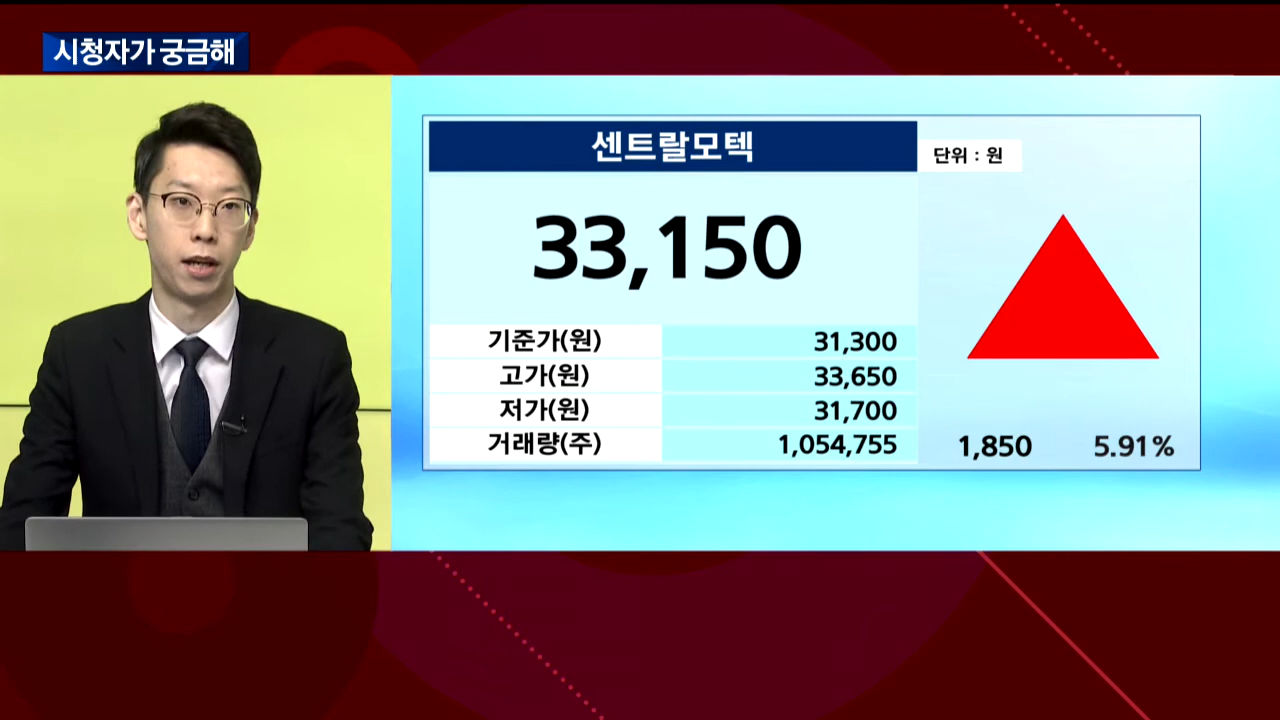 시청자가 궁금해
센트랄모텍
단위 : 원
33,150
기준가(원) 31,300
고가(원) 33,650
저가(원) 31,700
거래량(주) 1,054,755
1,850 5.91%